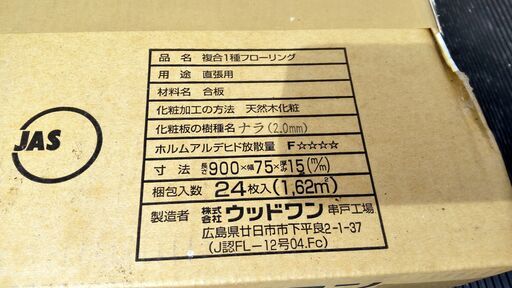 JAS
品名 複合1種フローリング
用途 直張用
材料名 合板
化粧加工の方法 天然木化粧
化粧板の樹種名 ナラ(2.0mm)
ホルムアルデヒド放散量 F☆☆☆☆
寸法 長さ900×幅75×厚み15(m/m)
梱包入数 24枚入(1,62㎡)
製造者 株式会社ウッドワン 串戸工場
広島県廿日市市下平良2-1-37
(J認FL-12号04.Fc)